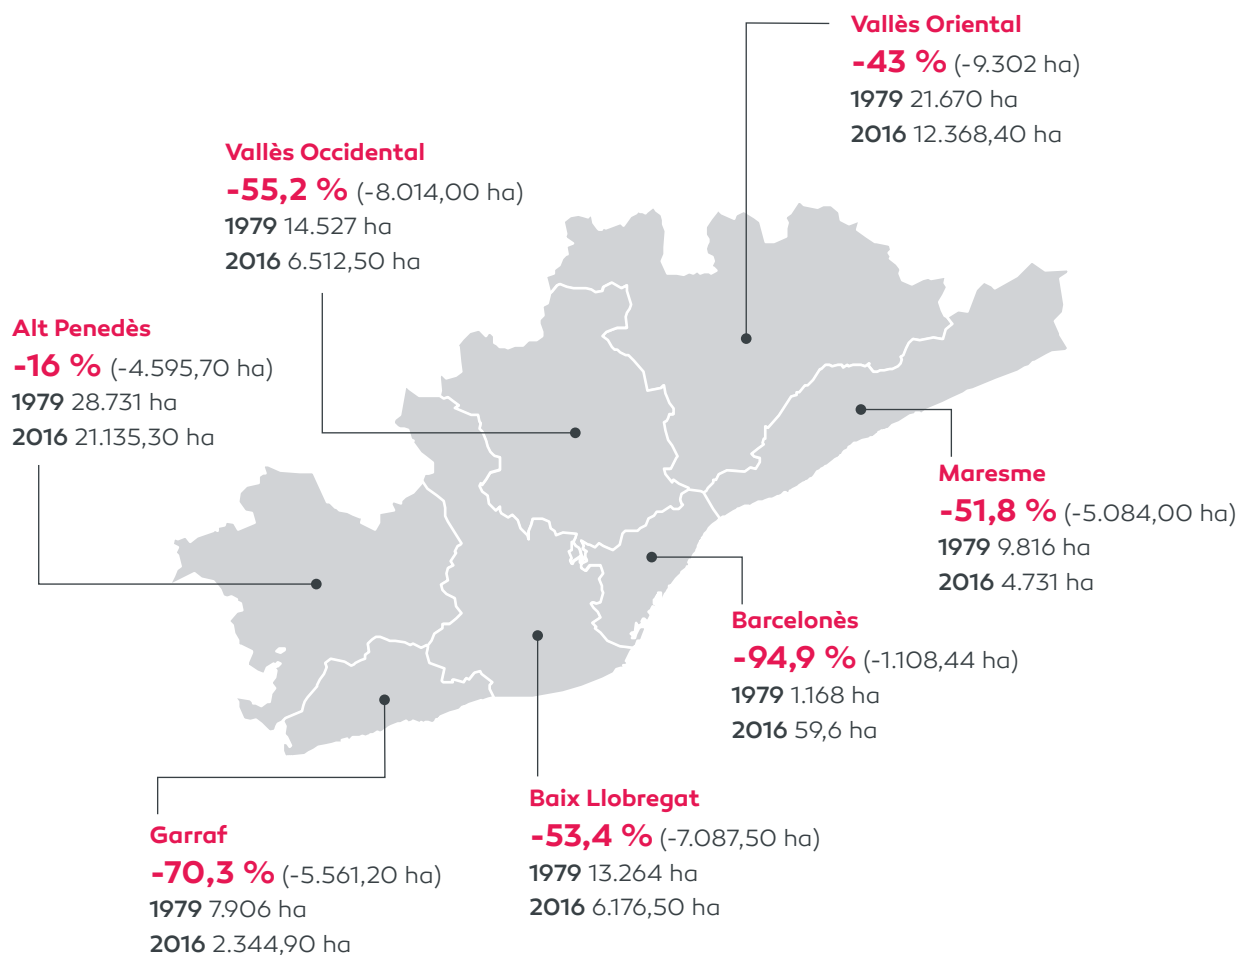 Vallès Oriental
-43 % (-9.302 ha)
1979 21.670 ha
2016 12.368,40 ha
Vallès Occidental
-55,2 % (-8.014,00 ha)
1979 14.527 ha
2016 6.512,50 ha
Alt Penedès
-16 % (-4.595,70 ha)
1979 28.731 ha
2016 21.135,30 ha
Maresme
-51,8 % (-5.084,00 ha)
1979 9.816 ha
2016 4.731 ha
Barcelonès
-94,9 % (-1.108,44 ha)
1979 1.168 ha
2016 59,6 ha
Baix Llobregat
-53,4 % (-7.087,50 ha)
1979 13.264 ha
2016 6.176,50 ha
Garraf
-70,3 % (-5.561,20 ha)
1979 7.906 ha
2016 2.344,90 ha